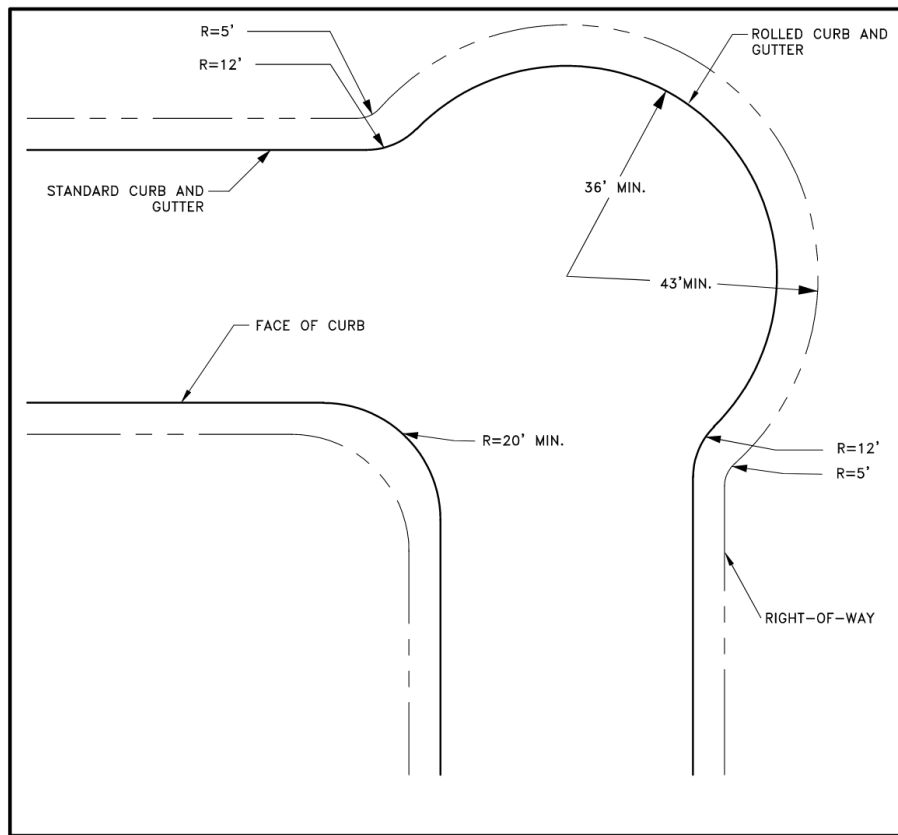 R=5'
R=12'
ROLLED CURB AND
GUTTER
STANDARD CURB AND
GUTTER
36' MIN.
43'MIN.
FACE OF CURB
R=20' MIN.
R=12'
R=5'
RIGHT-OF-WAY